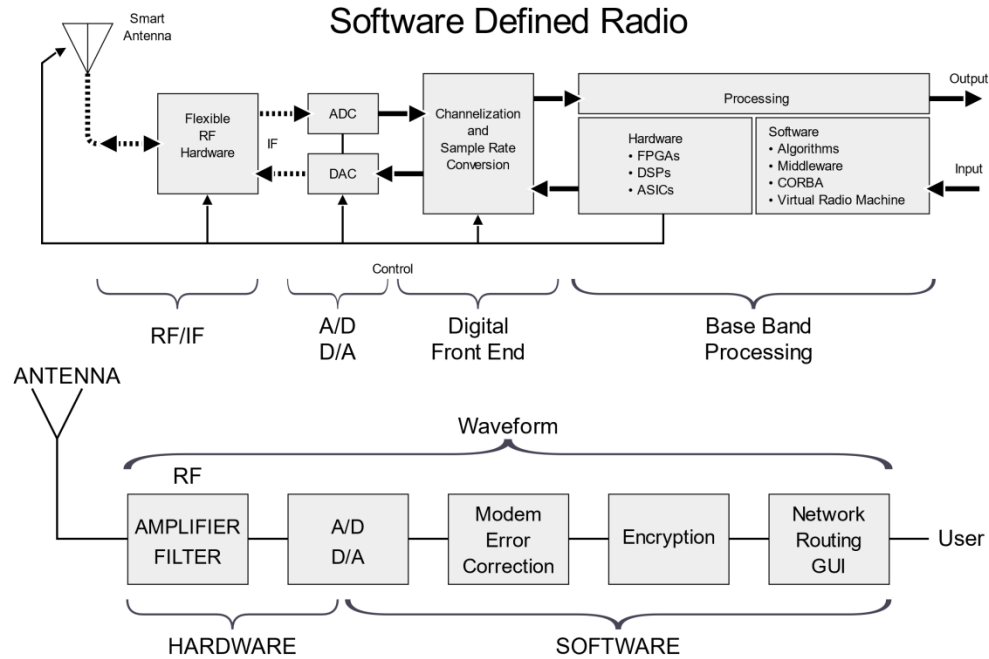 Software Defined Radio
Smart
Antenna
Flexible
RF
Hardware
IF
ADC
DAC
Channelization
and
Sample Rate
Conversion
Processing
Output
Hardware
• FPGAs
• DSPs
• ASICs
Software
• Algorithms
• Middleware
• CORBA
• Virtual Radio Machine
Input
Control
RF/IF
A/D
D/A
Digital
Front End
Base Band
Processing
ANTENNA
Waveform
RF
AMPLIFIER
FILTER
A/D
D/A
Modem
Error
Correction
Encryption
Network
Routing
GUI
User
HARDWARE
SOFTWARE